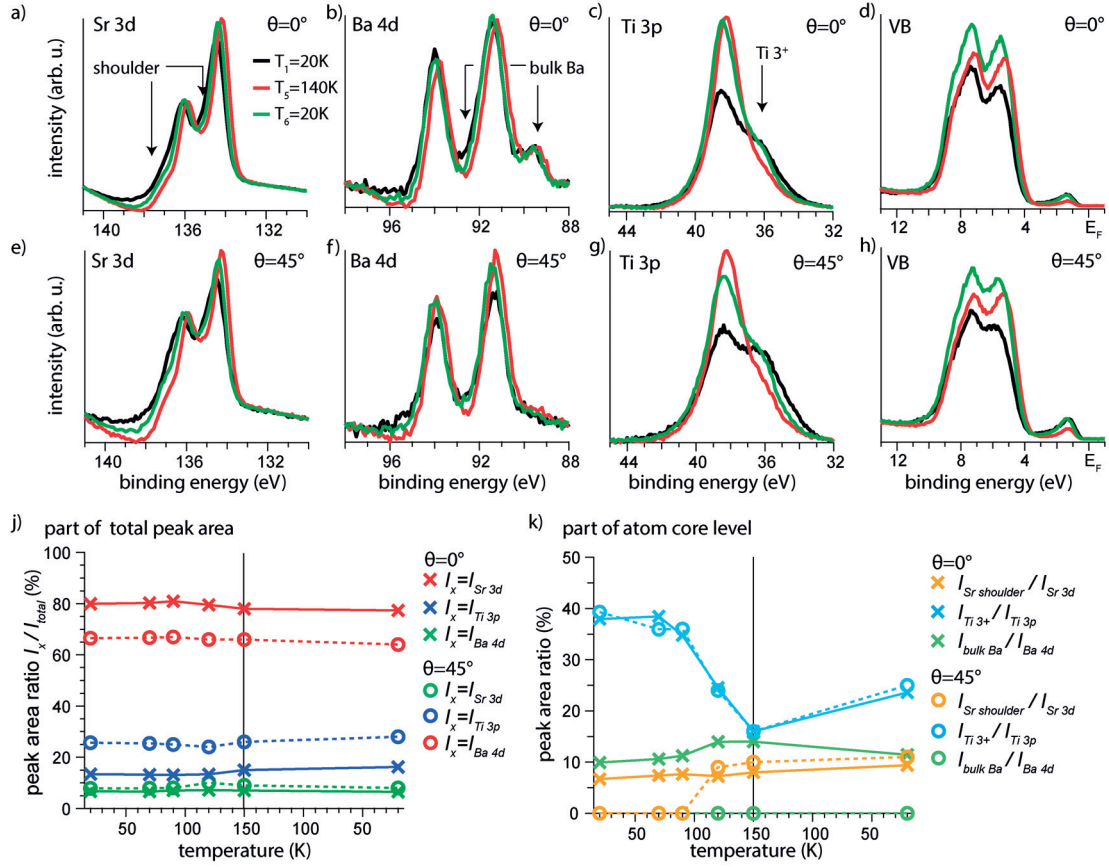 a) Sr 3d θ=0°
shoulder
T1=20K
T5=140K
T6=20K
intensity (arb. u.)
140 136 132
b) Ba 4d θ=0°
bulk Ba
96 92 88
c) Ti 3p θ=0°
Ti 3+
44 40 36 32
d) VB θ=0°
12 8 4 EF
e) Sr 3d θ=45°
intensity (arb. u.)
140 136 132
binding energy (eV)
f) Ba 4d θ=45°
96 92 88
binding energy (eV)
g) Ti 3p θ=45°
44 40 36 32
binding energy (eV)
h) VB θ=45°
12 8 4 EF
binding energy (eV)
j) part of total peak area
peak area ratio Ix / Itotal (%)
100
80
60
40
20
0
50 100 150 100 50
temperature (K)
θ=0°
Ix=ISr 3d
Ix=ITi 3p
Ix=IBa 4d
θ=45°
Ix=ISr 3d
Ix=ITi 3p
Ix=IBa 4d
k) part of atom core level
peak area ratio (%)
50
40
30
20
10
0
50 100 150 100 50
temperature (K)
θ=0°
ISr shoulder / ISr 3d
ITi 3+ / ITi 3p
Ibulk Ba / IBa 4d
θ=45°
ISr shoulder / ISr 3d
ITi 3+ / ITi 3p
Ibulk Ba / IBa 4d